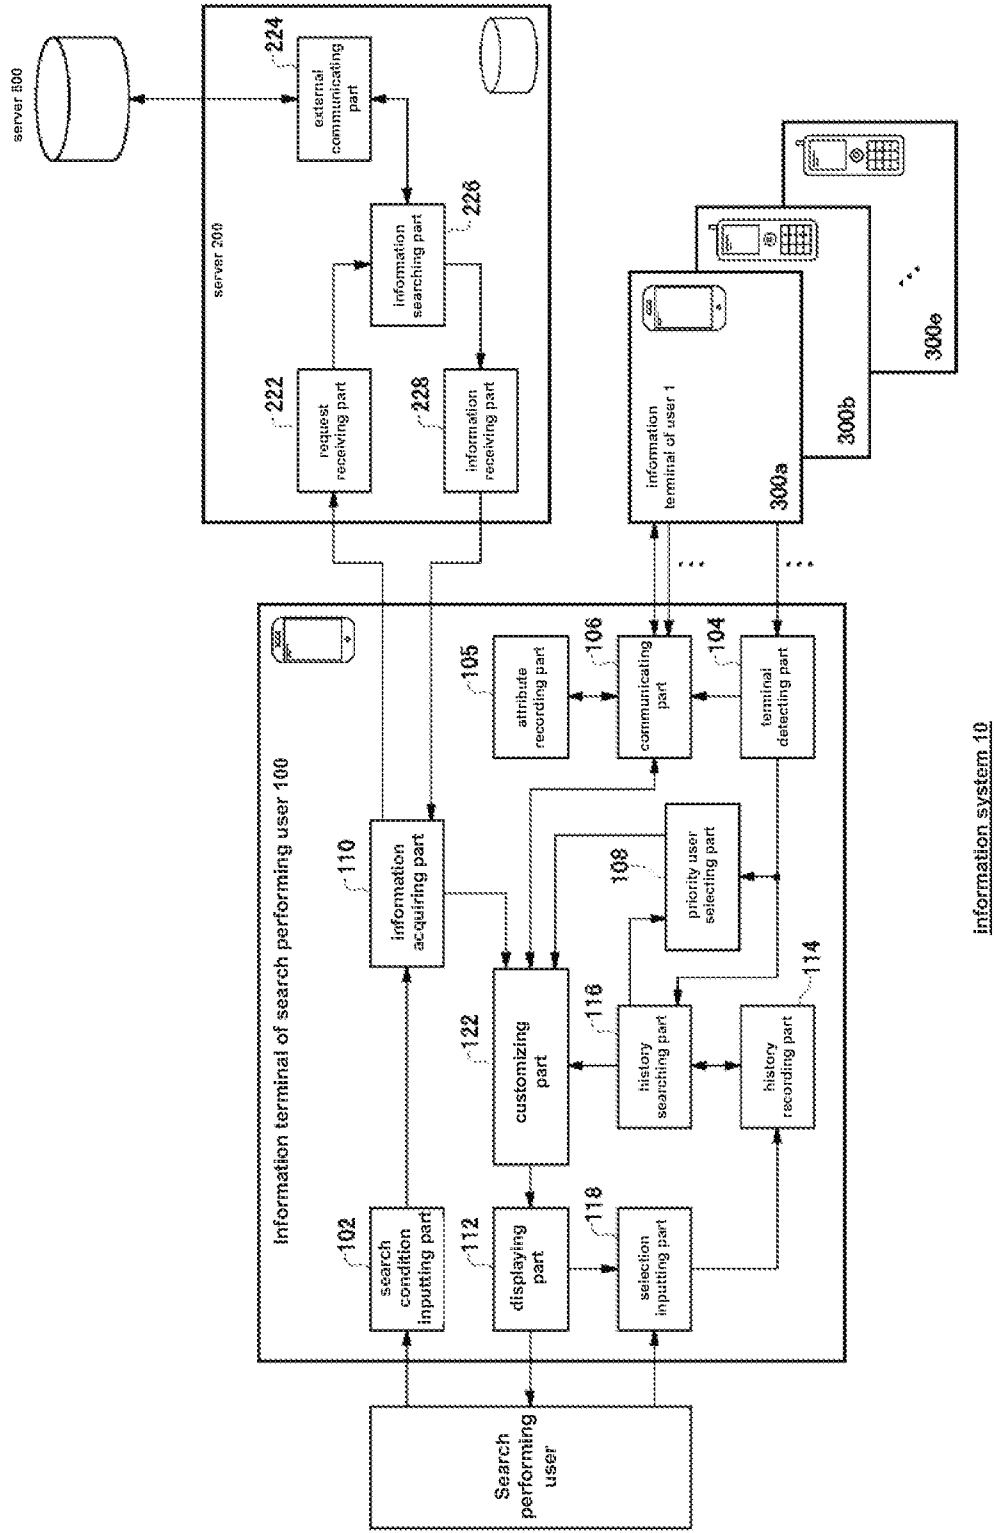 server 500
server 200
224
external
communicating
part
226
information
searching part
222
request
receiving part
228
information
receiving part
information
terminal of user 1
300a
300b
300e
Information terminal of search performing user 100
110
information
acquiring part
105
attribute
recording part
106
communicating
part
104
terminal
detecting part
108
priority user
selecting part
122
customizing
part
116
history
searching part
114
history
recording part
102
search
condition
inputting part
112
displaying
part
118
selection
inputting part
Search
performing
user
information system 10